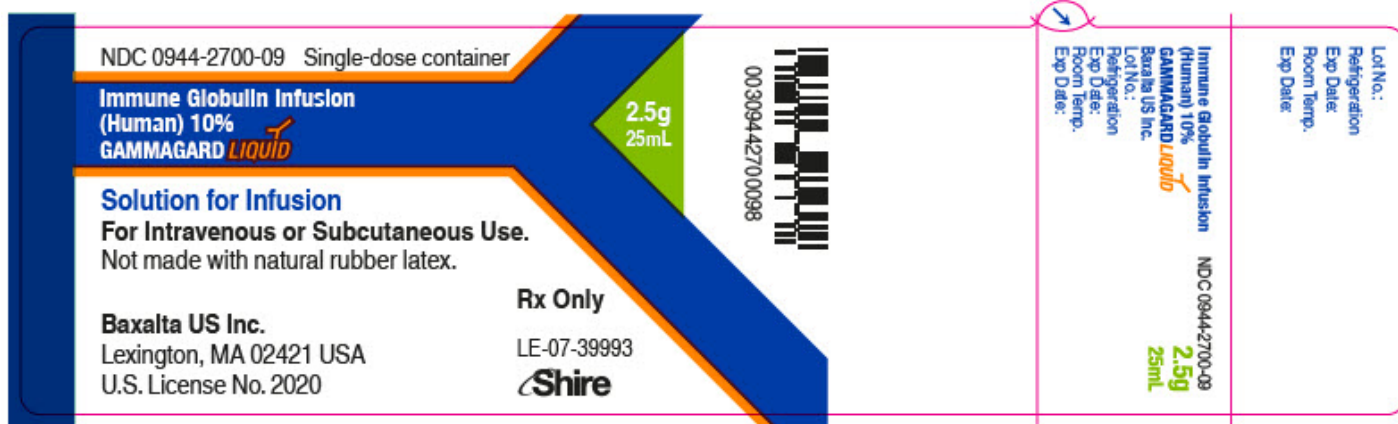 NDC 0944-2700-09 Single-dose container
Immune Globulin Infusion
(Human) 10%
GAMMAGARD LIQUID
2.5g
25mL
Solution for Infusion
For Intravenous or Subcutaneous Use.
Not made with natural rubber latex.
Rx Only
Baxalta US Inc.
Lexington, MA 02421 USA
U.S. License No. 2020
LE-07-39993
Shire
00309442700098
Immune Globulin Infusion NDC 0944-2700-09
(Human) 10% 2.5g
GAMMAGARD LIQUID 25mL
Baxalta US Inc.
Lot No.:
Refrigeration
Exp Date:
Room Temp.
Exp Date:
Lot No.:
Refrigeration
Exp Date:
Room Temp.
Exp Date: